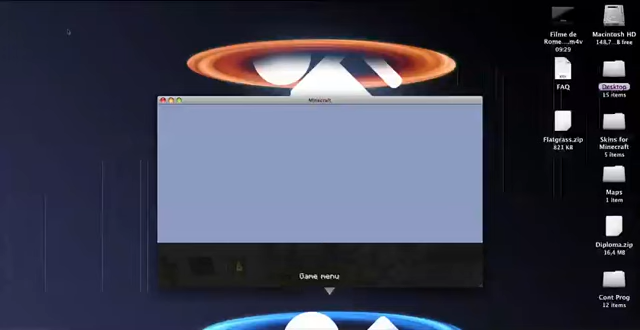 Minecraft
Game menu
Filme de
Rome....m4v
09:29
Macintosh HD
148,7...B free
FAQ
Desktop
15 items
Flatgrass.zip
821 KB
Skins for
Minecraft
5 items
Maps
1 item
Diploma.zip
16,4 MB
Cont Prog
12 items